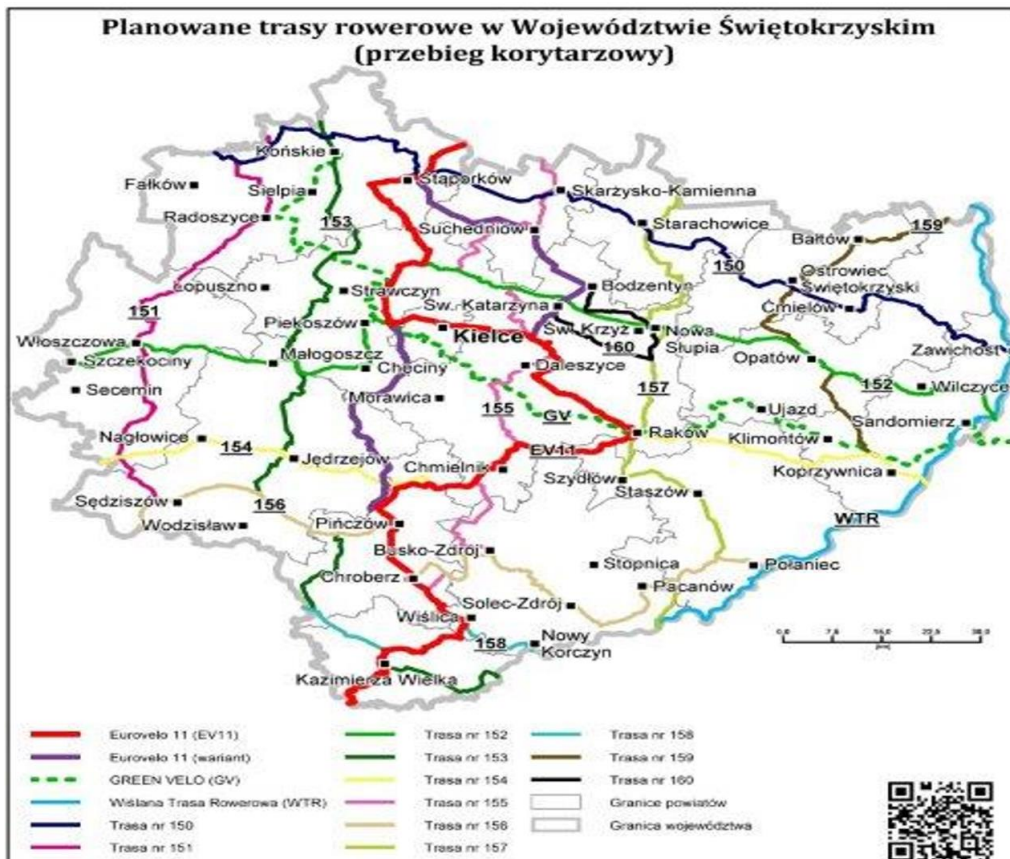 Planowane trasy rowerowe w Województwie Świętokrzyskim
(przebieg korytarzowy)
Końskie
Stąporków
Fałków
Sielpia
Skarżysko-Kamienna
Radoszyce
153
Suchedniów
Starachowice
159
Bałtów
150
Ostrowiec
Świętokrzyski
Łopuszno
Strawczyn
Bodzentyn
Ćmielów
151
Św. Katarzyna
Piekoszów
Kielce
Św. Krzyż
Nowa
Słupia
160
Włoszczowa
Zawichost
Szczekociny
Małogoszcz
Chęciny
Daleszyce
Opatów
152
Wilczyce
Secemin
Morawica
157
155
GV
Ujazd
Sandomierz
Nagłowice
154
Raków
Klimontów
EV11
Jędrzejów
Chmielnik
Koprzywnica
Szydłów
Staszów
Sędziszów
156
Wodzisław
Pińczów
WTR
Busko-Zdrój
Stopnica
Połaniec
Chroberz
Pacanów
Solec-Zdrój
Wiślica
158
Nowy
Korczyn
Kazimierza Wielka
Eurovelo 11 (EV11)
Eurovelo 11 (wariant)
GREEN VELO (GV)
Wiślana Trasa Rowerowa (WTR)
Trasa nr 150
Trasa nr 151
Trasa nr 152
Trasa nr 153
Trasa nr 154
Trasa nr 155
Trasa nr 156
Trasa nr 157
Trasa nr 158
Trasa nr 159
Trasa nr 160
Granice powiatów
Granica województwa